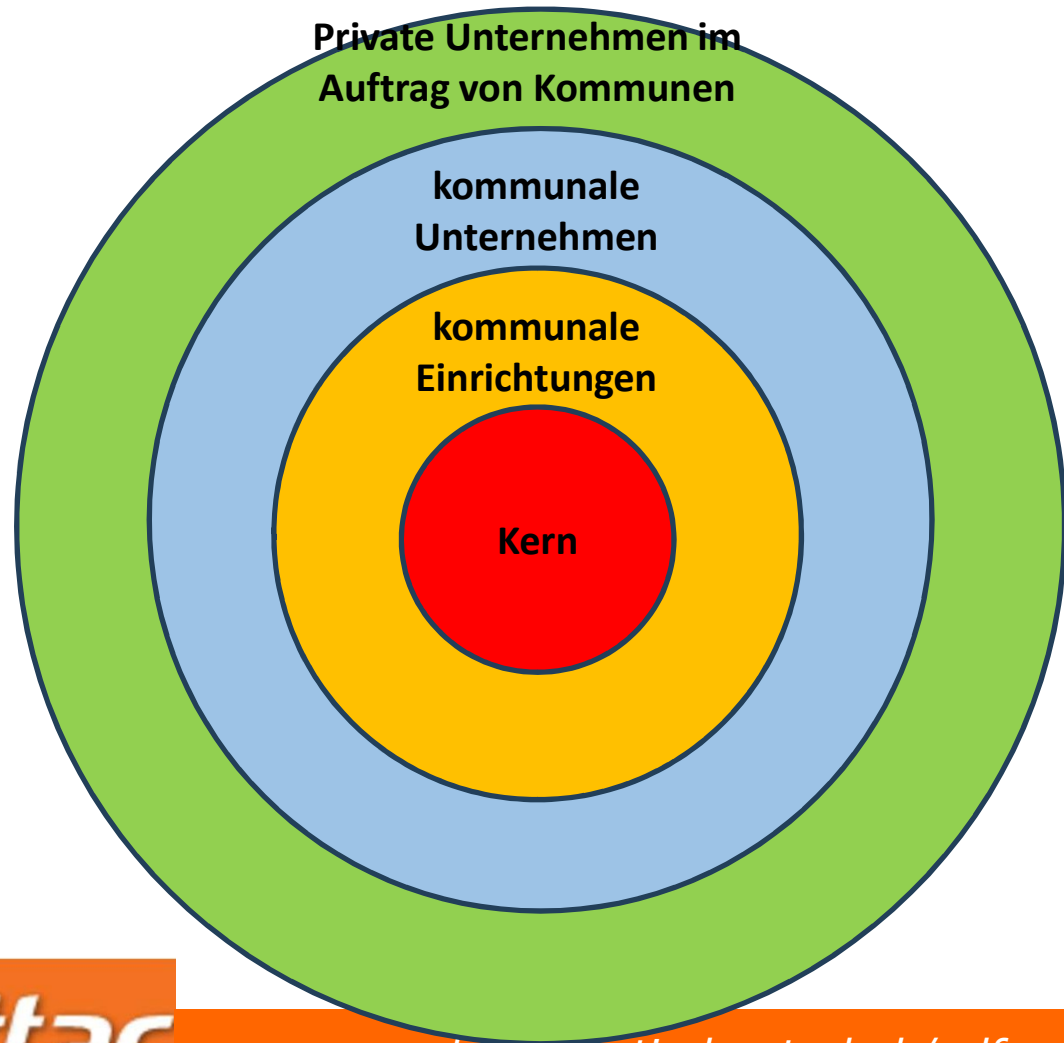 Private Unternehmen im
Auftrag von Kommunen
kommunale
Unternehmen
kommunale
Einrichtungen
Kern